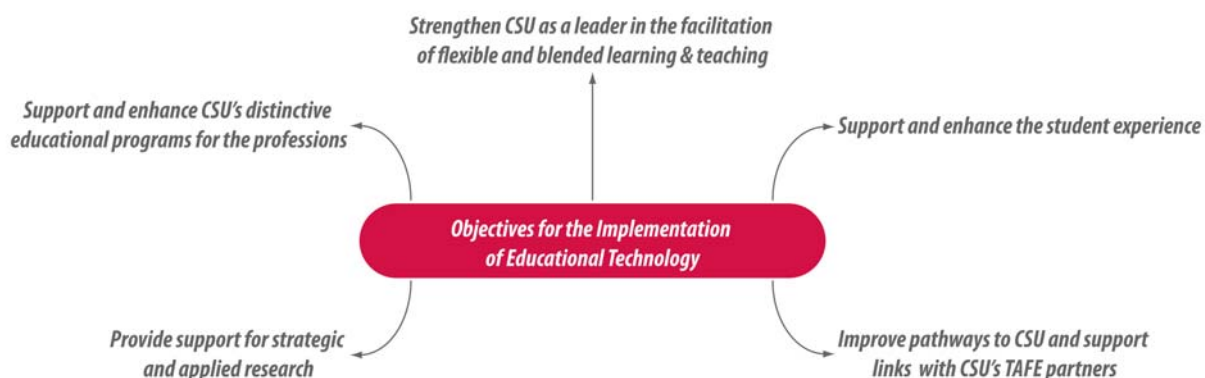 Strengthen CSU as a leader in the facilitation
of flexible and blended learning & teaching
Support and enhance CSU's distinctive
educational programs for the professions
Support and enhance the student experience
Objectives for the Implementation
of Educational Technology
Provide support for strategic
and applied research
Improve pathways to CSU and support
links with CSU's TAFE partners